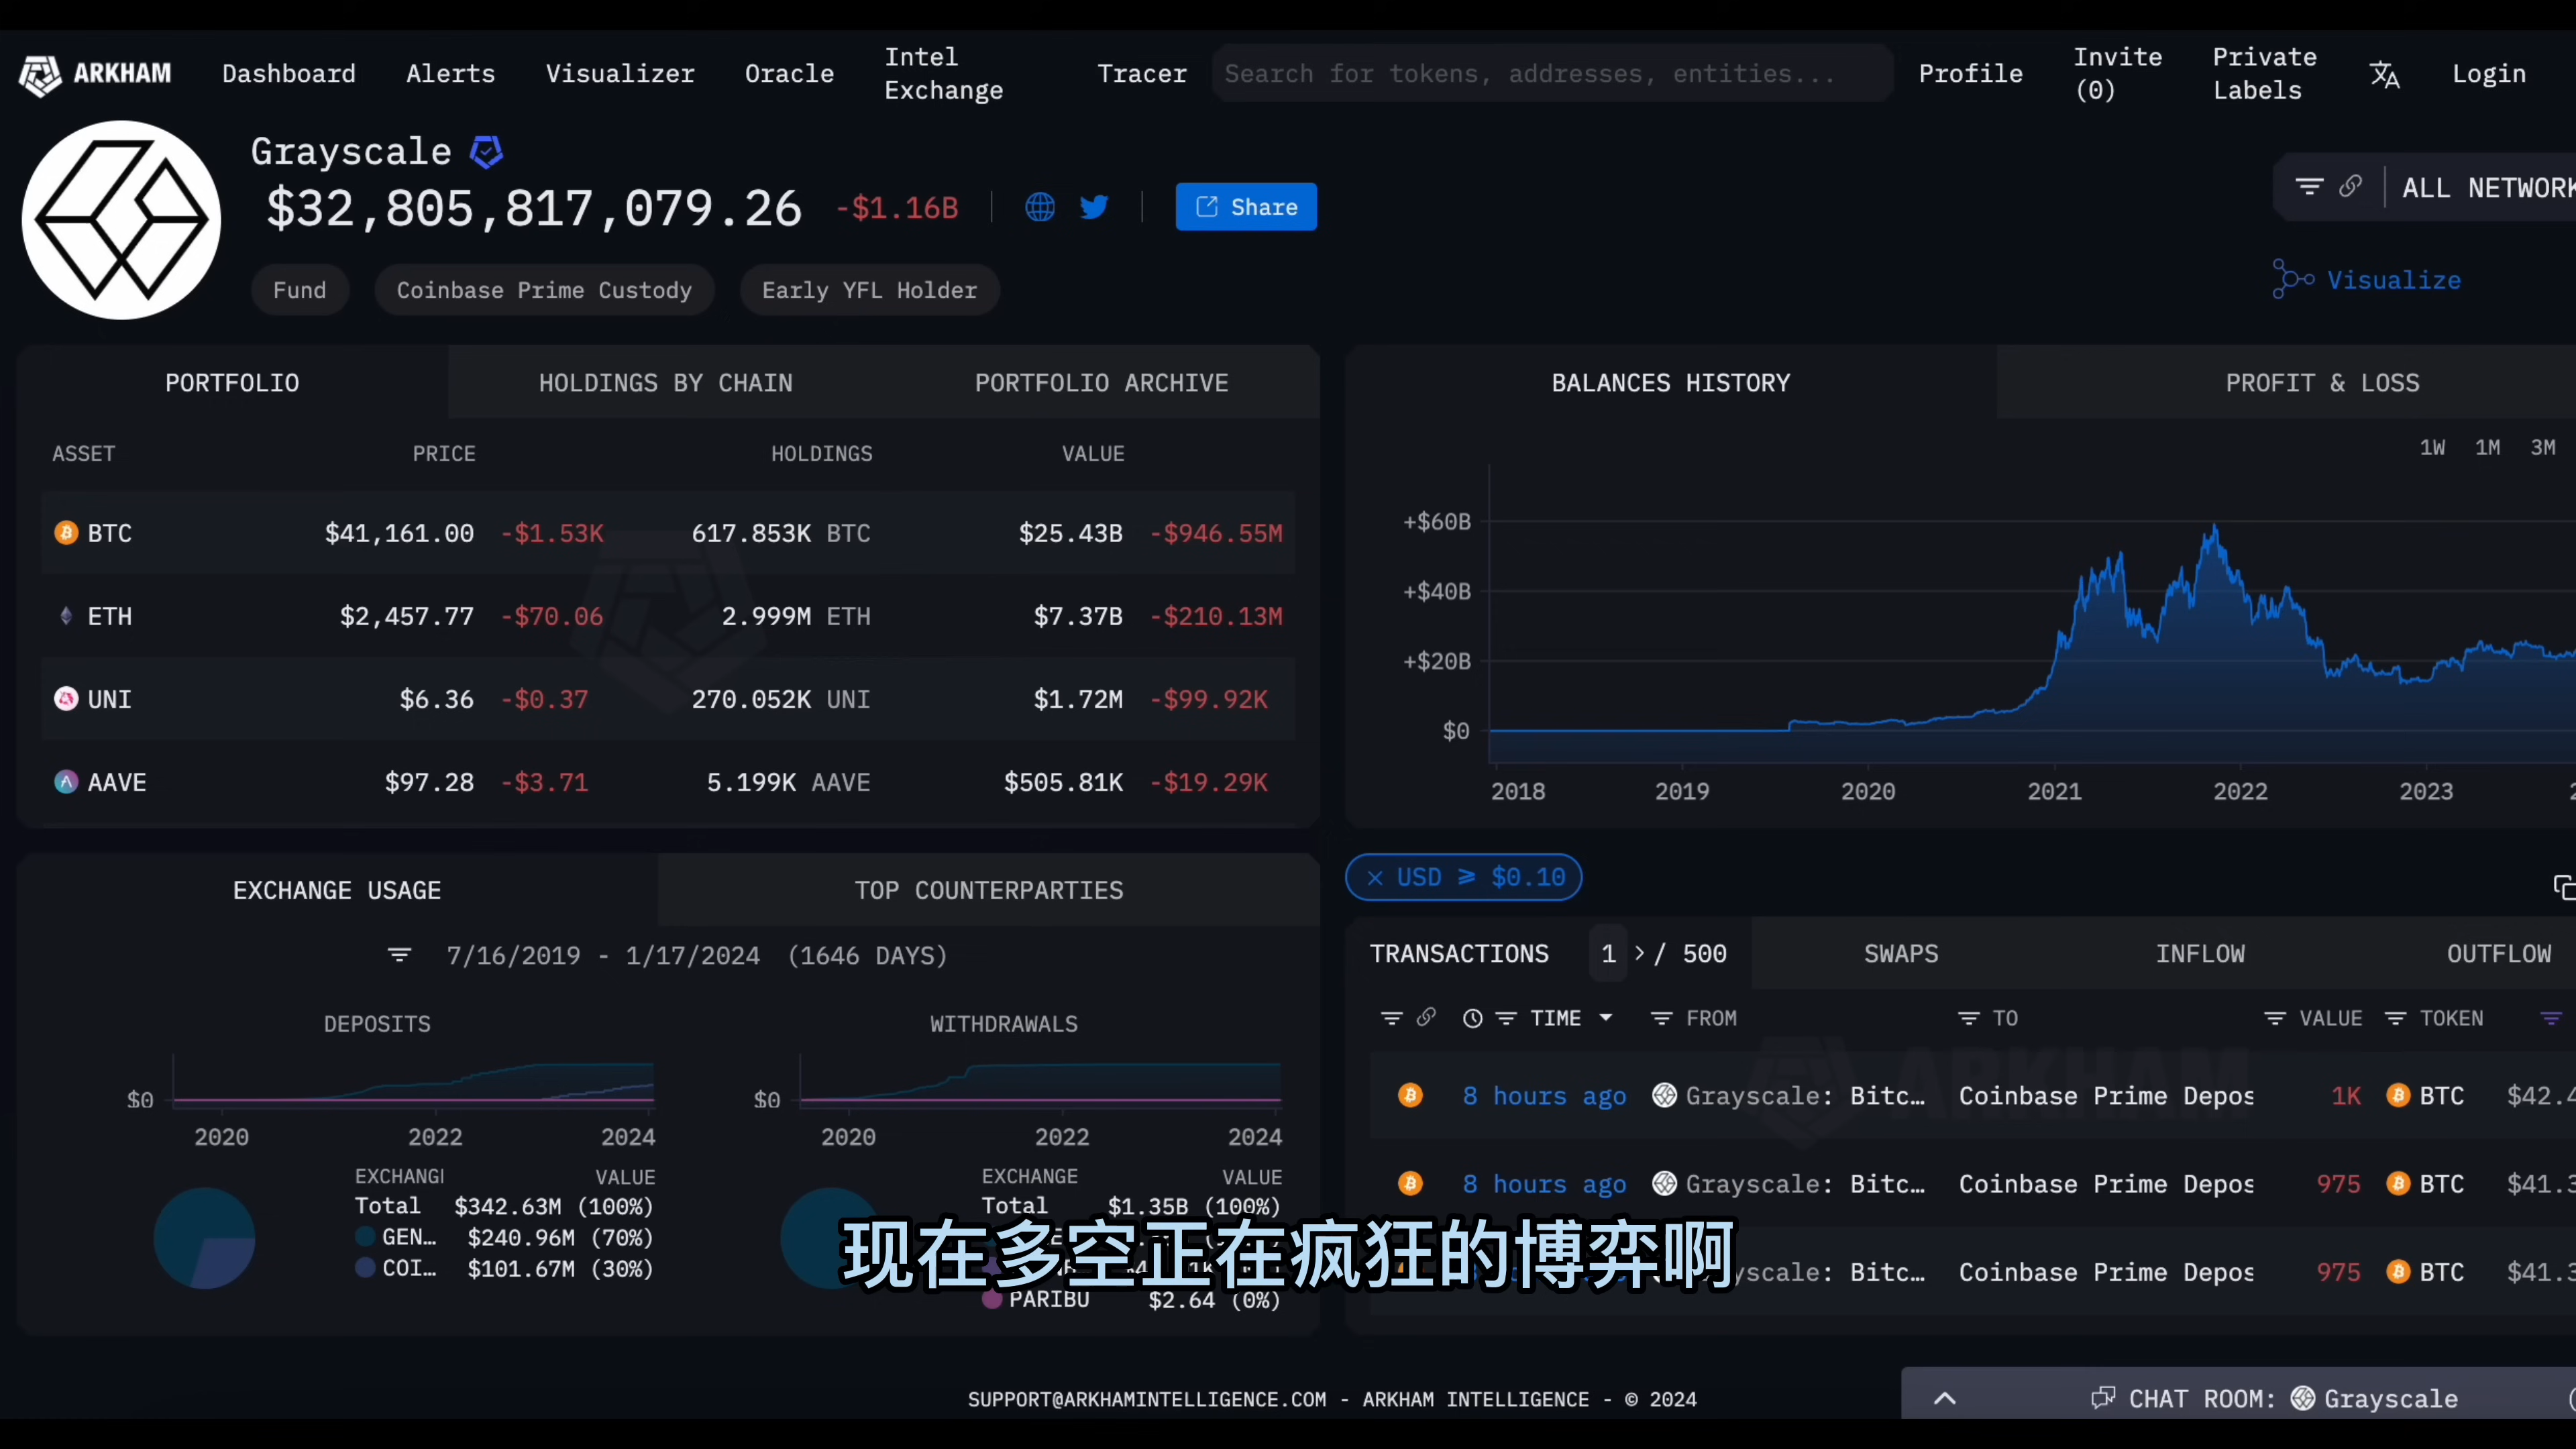 ARKHAM Dashboard Alerts Visualizer Oracle Intel Exchange Tracer Search for tokens, addresses, entities... Profile Invite (0) Private Labels Login
Grayscale
$32,805,817,079.26 -$1.16B Share
ALL NETWORK
Fund Coinbase Prime Custody Early YFL Holder
Visualize
PORTFOLIO HOLDINGS BY CHAIN PORTFOLIO ARCHIVE
ASSET PRICE HOLDINGS VALUE
BTC $41,161.00 -$1.53K 617.853K BTC $25.43B -$946.55M
ETH $2,457.77 -$70.06 2.999M ETH $7.37B -$210.13M
UNI $6.36 -$0.37 270.052K UNI $1.72M -$99.92K
AAVE $97.28 -$3.71 5.199K AAVE $505.81K -$19.29K
BALANCES HISTORY PROFIT & LOSS
1W 1M 3M
+$60B
+$40B
+$20B
$0
2018 2019 2020 2021 2022 2023
EXCHANGE USAGE TOP COUNTERPARTIES
7/16/2019 - 1/17/2024 (1646 DAYS)
DEPOSITS WITHDRAWALS
$0 $0
2020 2022 2024 2020 2022 2024
EXCHANGE VALUE
Total $342.63M (100%)
GEN… $240.96M (70%)
COI… $101.67M (30%)
EXCHANGE VALUE
Total $1.35B (100%)
PARIBU $2.64 (0%)
USD ≥ $0.10
TRANSACTIONS 1 > / 500 SWAPS INFLOW OUTFLOW
TIME FROM TO VALUE TOKEN
8 hours ago Grayscale: Bitc… Coinbase Prime Depos 1K BTC $42.4
8 hours ago Grayscale: Bitc… Coinbase Prime Depos 975 BTC $41.3
yscale: Bitc… Coinbase Prime Depos 975 BTC $41.3
现在多空正在疯狂的博弈啊
SUPPORT@ARKHAMINTELLIGENCE.COM - ARKHAM INTELLIGENCE - © 2024
CHAT ROOM: Grayscale